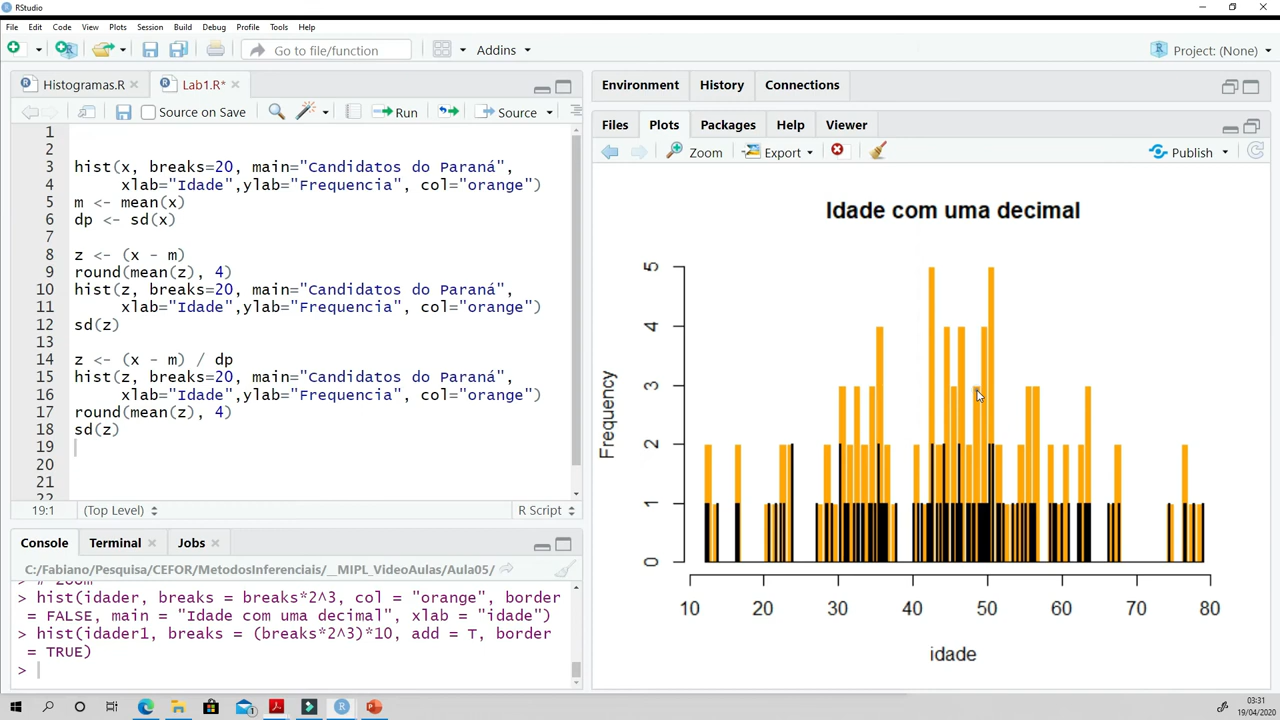 RStudio
File Edit Code View Plots Session Build Debug Profile Tools Help
Go to file/function Addins Project: (None)
Histogramas.R Lab1.R*
Source on Save Run Source
1
2
3 hist(x, breaks=20, main="Candidatos do Paraná",
4 xlab="Idade",ylab="Frequencia", col="orange")
5 m <- mean(x)
6 dp <- sd(x)
7
8 z <- (x - m)
9 round(mean(z), 4)
10 hist(z, breaks=20, main="Candidatos do Paraná",
11 xlab="Idade",ylab="Frequencia", col="orange")
12 sd(z)
13
14 z <- (x - m) / dp
15 hist(z, breaks=20, main="Candidatos do Paraná",
16 xlab="Idade",ylab="Frequencia", col="orange")
17 round(mean(z), 4)
18 sd(z)
19
20
21
22
19:1 (Top Level) R Script
Console Terminal Jobs
C:/Fabiano/Pesquisa/CEFOR/MetodosInferenciais/__MIPL_VideoAulas/Aula05/
> # zoom
> hist(idader, breaks = breaks*2^3, col = "orange", border
= FALSE, main = "Idade com uma decimal", xlab = "idade")
> hist(idader1, breaks = (breaks*2^3)*10, add = T, border
= TRUE)
>
Environment History Connections
Files Plots Packages Help Viewer
Zoom Export Publish
Idade com uma decimal
Frequency
5
4
3
2
1
0
10 20 30 40 50 60 70 80
idade
03:31
19/04/2020